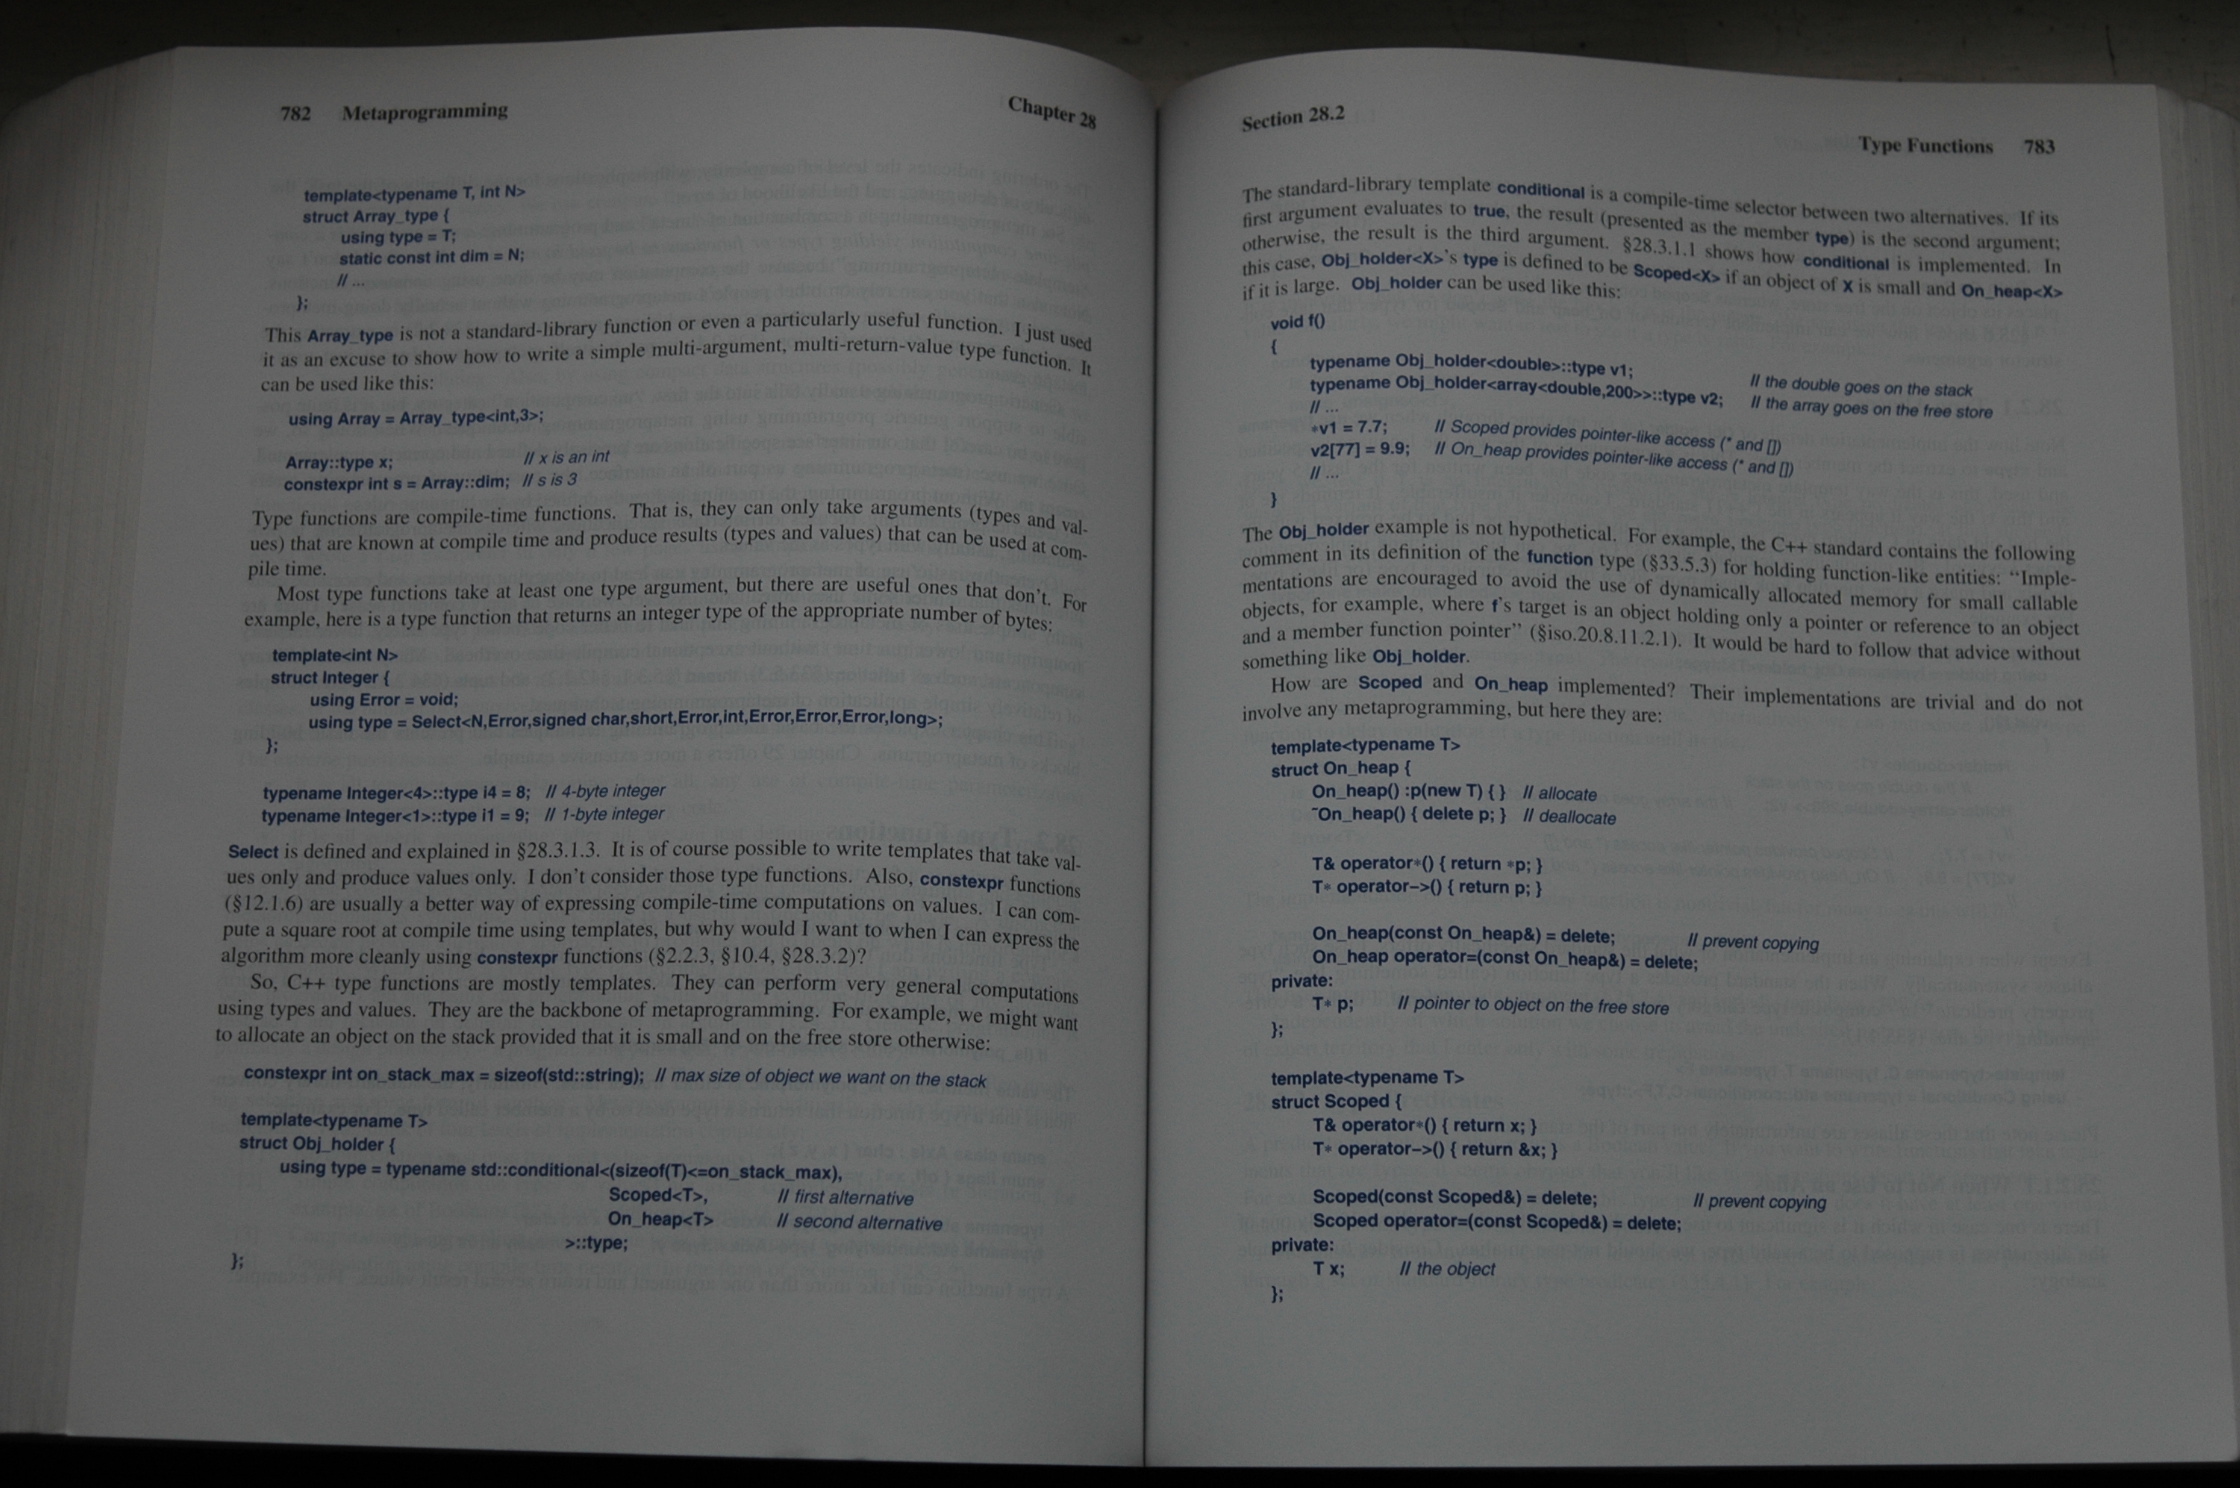 782 Metaprogramming Chapter 28
template<typename T, int N>
struct Array_type {
using type = T;
static const int dim = N;
// ...
};
This Array_type is not a standard-library function or even a particularly useful function. I just used
it as an excuse to show how to write a simple multi-argument, multi-return-value type function. It
can be used like this:
using Array = Array_type<int,3>;
Array::type x; // x is an int
constexpr int s = Array::dim; // s is 3
Type functions are compile-time functions. That is, they can only take arguments (types and val-
ues) that are known at compile time and produce results (types and values) that can be used at com-
pile time.
Most type functions take at least one type argument, but there are useful ones that don't. For
example, here is a type function that returns an integer type of the appropriate number of bytes:
template<int N>
struct Integer {
using Error = void;
using type = Select<N,Error,signed char,short,Error,int,Error,Error,Error,long>;
};
typename Integer<4>::type i4 = 8; // 4-byte integer
typename Integer<1>::type i1 = 9; // 1-byte integer
Select is defined and explained in §28.3.1.3. It is of course possible to write templates that take val-
ues only and produce values only. I don't consider those type functions. Also, constexpr functions
(§12.1.6) are usually a better way of expressing compile-time computations on values. I can com-
pute a square root at compile time using templates, but why would I want to when I can express the
algorithm more cleanly using constexpr functions (§2.2.3, §10.4, §28.3.2)?
So, C++ type functions are mostly templates. They can perform very general computations
using types and values. They are the backbone of metaprogramming. For example, we might want
to allocate an object on the stack provided that it is small and on the free store otherwise:
constexpr int on_stack_max = sizeof(std::string); // max size of object we want on the stack
template<typename T>
struct Obj_holder {
using type = typename std::conditional<(sizeof(T)<=on_stack_max),
Scoped<T>, // first alternative
On_heap<T> // second alternative
>::type;
};
Section 28.2 Type Functions 783
The standard-library template conditional is a compile-time selector between two alternatives. If its
first argument evaluates to true, the result (presented as the member type) is the second argument;
otherwise, the result is the third argument. §28.3.1.1 shows how conditional is implemented. In
this case, Obj_holder<X>'s type is defined to be Scoped<X> if an object of X is small and On_heap<X>
if it is large. Obj_holder can be used like this:
void f()
{
typename Obj_holder<double>::type v1; // the double goes on the stack
typename Obj_holder<array<double,200>>::type v2; // the array goes on the free store
// ...
*v1 = 7.7; // Scoped provides pointer-like access (* and [])
v2[77] = 9.9; // On_heap provides pointer-like access (* and [])
// ...
}
The Obj_holder example is not hypothetical. For example, the C++ standard contains the following
comment in its definition of the function type (§33.5.3) for holding function-like entities: “Imple-
mentations are encouraged to avoid the use of dynamically allocated memory for small callable
objects, for example, where f's target is an object holding only a pointer or reference to an object
and a member function pointer” (§iso.20.8.11.2.1). It would be hard to follow that advice without
something like Obj_holder.
How are Scoped and On_heap implemented? Their implementations are trivial and do not
involve any metaprogramming, but here they are:
template<typename T>
struct On_heap {
On_heap() :p(new T) { } // allocate
~On_heap() { delete p; } // deallocate
T& operator*() { return *p; }
T* operator->() { return p; }
On_heap(const On_heap&) = delete; // prevent copying
On_heap operator=(const On_heap&) = delete;
private:
T* p; // pointer to object on the free store
};
template<typename T>
struct Scoped {
T& operator*() { return x; }
T* operator->() { return &x; }
Scoped(const Scoped&) = delete; // prevent copying
Scoped operator=(const Scoped&) = delete;
private:
T x; // the object
};